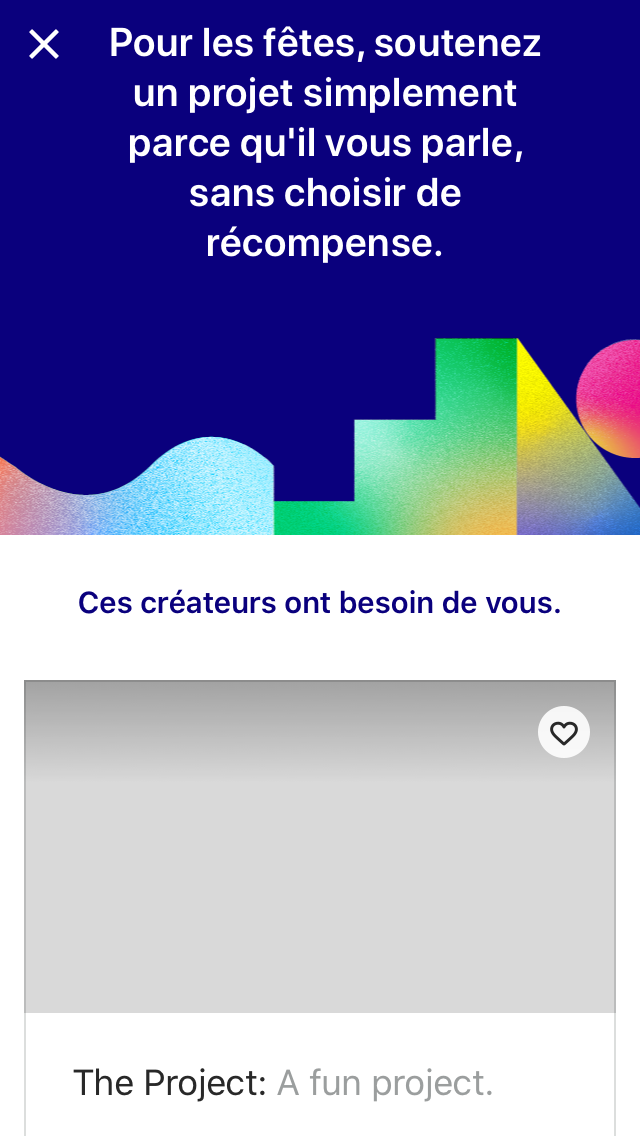 Pour les fêtes, soutenez
un projet simplement
parce qu'il vous parle,
sans choisir de
récompense.
Ces créateurs ont besoin de vous.
The Project: A fun project.